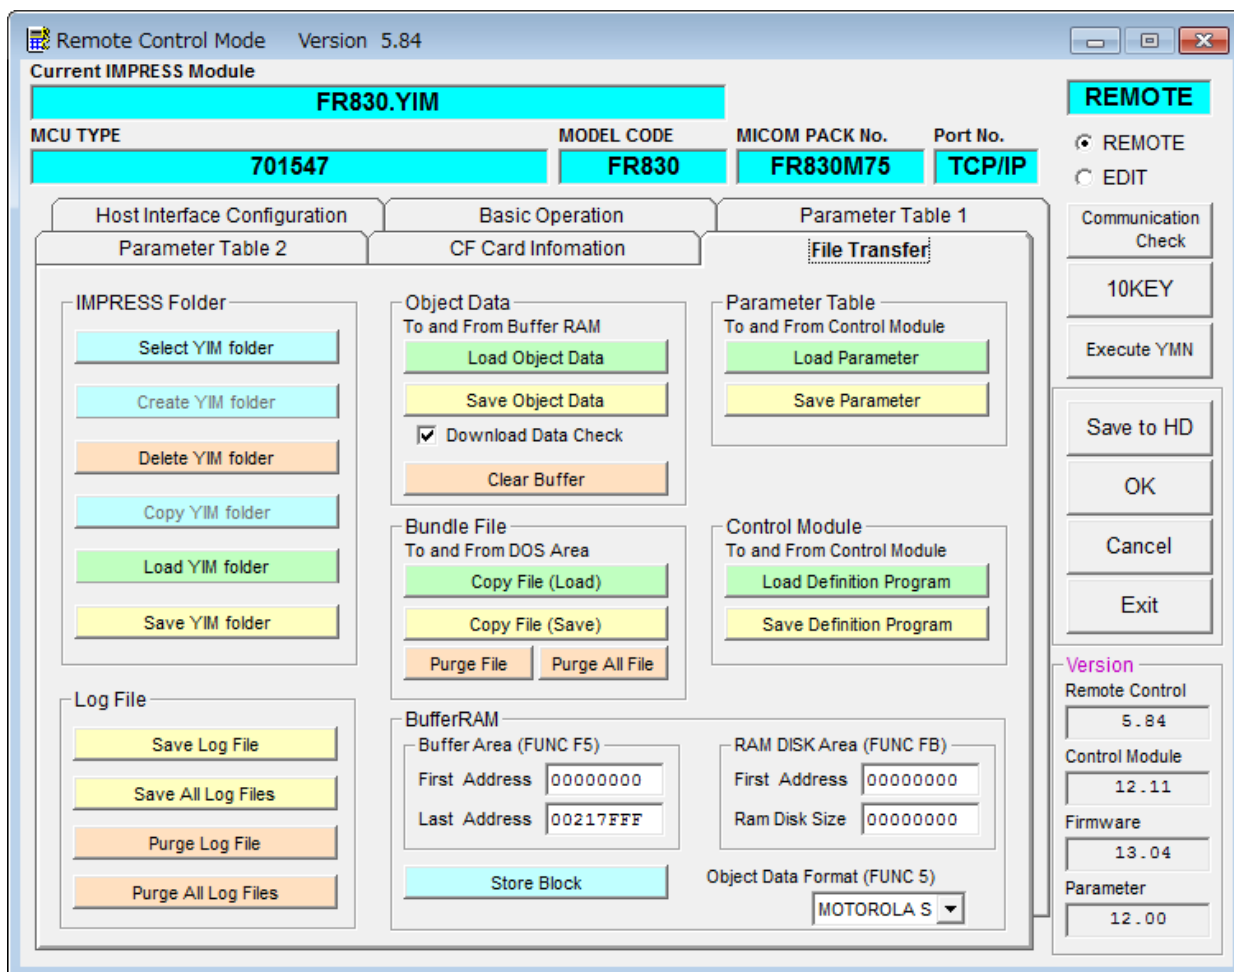 Remote Control Mode Version 5.84
Current IMPRESS Module
FR830.YIM
REMOTE
MCU TYPE MODEL CODE MICOM PACK No. Port No.
701547 FR830 FR830M75 TCP/IP
REMOTE
EDIT
Host Interface Configuration Basic Operation Parameter Table 1
Parameter Table 2 CF Card Infomation File Transfer
IMPRESS Folder
Select YIM folder
Create YIM folder
Delete YIM folder
Copy YIM folder
Load YIM folder
Save YIM folder
Log File
Save Log File
Save All Log Files
Purge Log File
Purge All Log Files
Object Data
To and From Buffer RAM
Load Object Data
Save Object Data
Download Data Check
Clear Buffer
Bundle File
To and From DOS Area
Copy File (Load)
Copy File (Save)
Purge File Purge All File
Parameter Table
To and From Control Module
Load Parameter
Save Parameter
Control Module
To and From Control Module
Load Definition Program
Save Definition Program
BufferRAM
Buffer Area (FUNC F5)
First Address 00000000
Last Address 00217FFF
Store Block
RAM DISK Area (FUNC FB)
First Address 00000000
Ram Disk Size 00000000
Object Data Format (FUNC 5)
MOTOROLA S
Communication
Check
10KEY
Execute YMN
Save to HD
OK
Cancel
Exit
Version
Remote Control
5.84
Control Module
12.11
Firmware
13.04
Parameter
12.00